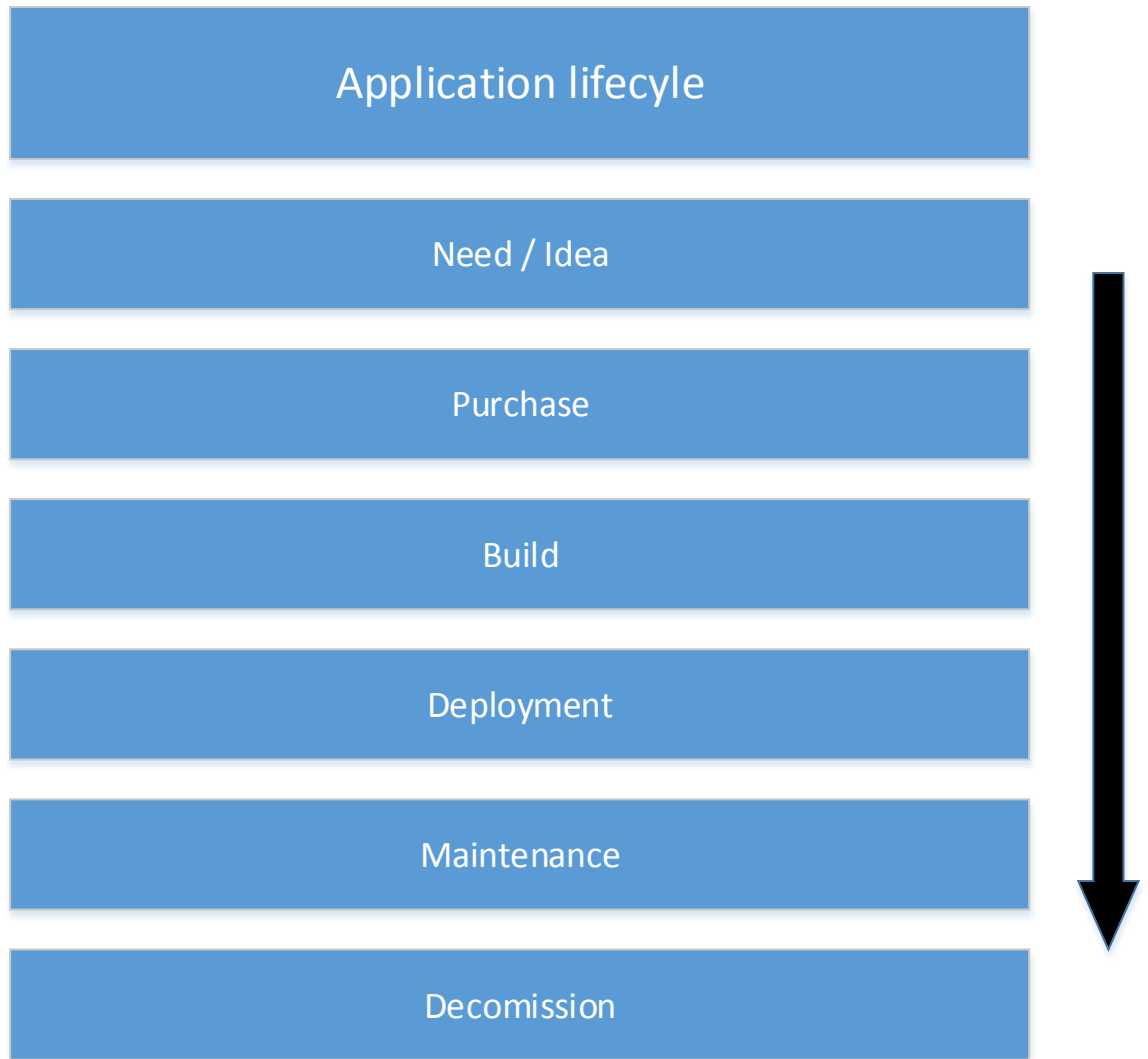 Application lifecyle
Need / Idea
Purchase
Build
Deployment
Maintenance
Decomission